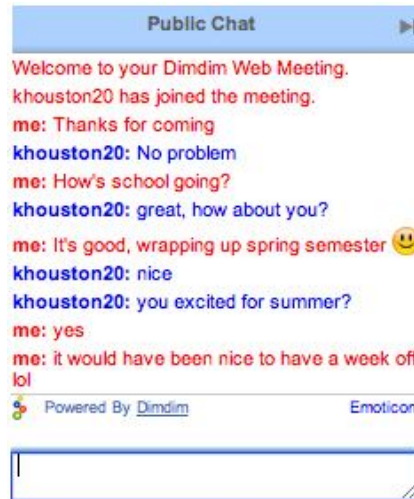 Public Chat
Welcome to your Dimdim Web Meeting.
khouston20 has joined the meeting.
me: Thanks for coming
khouston20: No problem
me: How's school going?
khouston20: great, how about you?
me: It's good, wrapping up spring semester
khouston20: nice
khouston20: you excited for summer?
me: yes
me: it would have been nice to have a week off
lol
Powered By Dimdim Emoticon